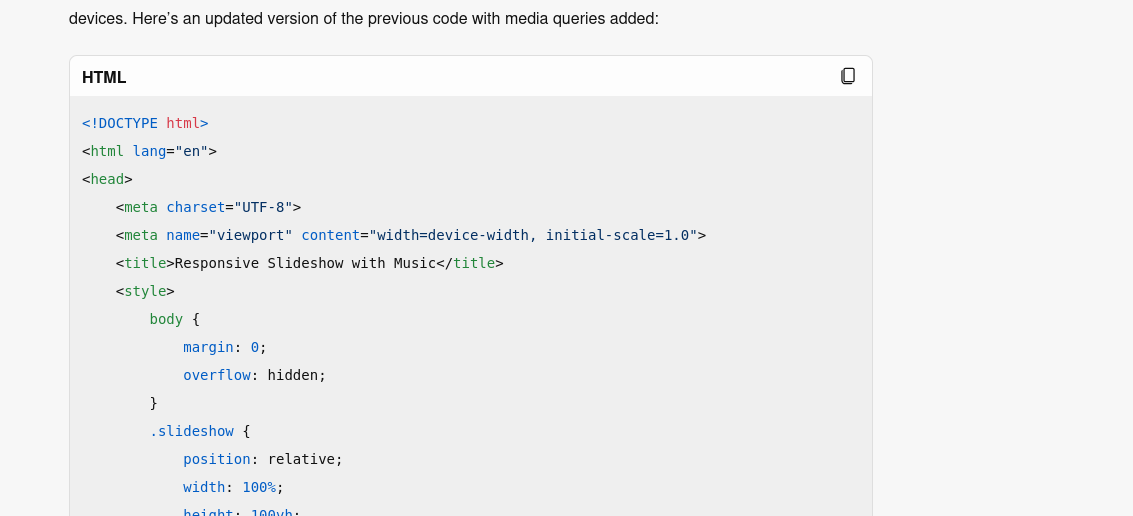 devices. Here’s an updated version of the previous code with media queries added:
HTML
<!DOCTYPE html>
<html lang="en">
<head>
    <meta charset="UTF-8">
    <meta name="viewport" content="width=device-width, initial-scale=1.0">
    <title>Responsive Slideshow with Music</title>
    <style>
        body {
            margin: 0;
            overflow: hidden;
        }
        .slideshow {
            position: relative;
            width: 100%;
            height: 100vh;